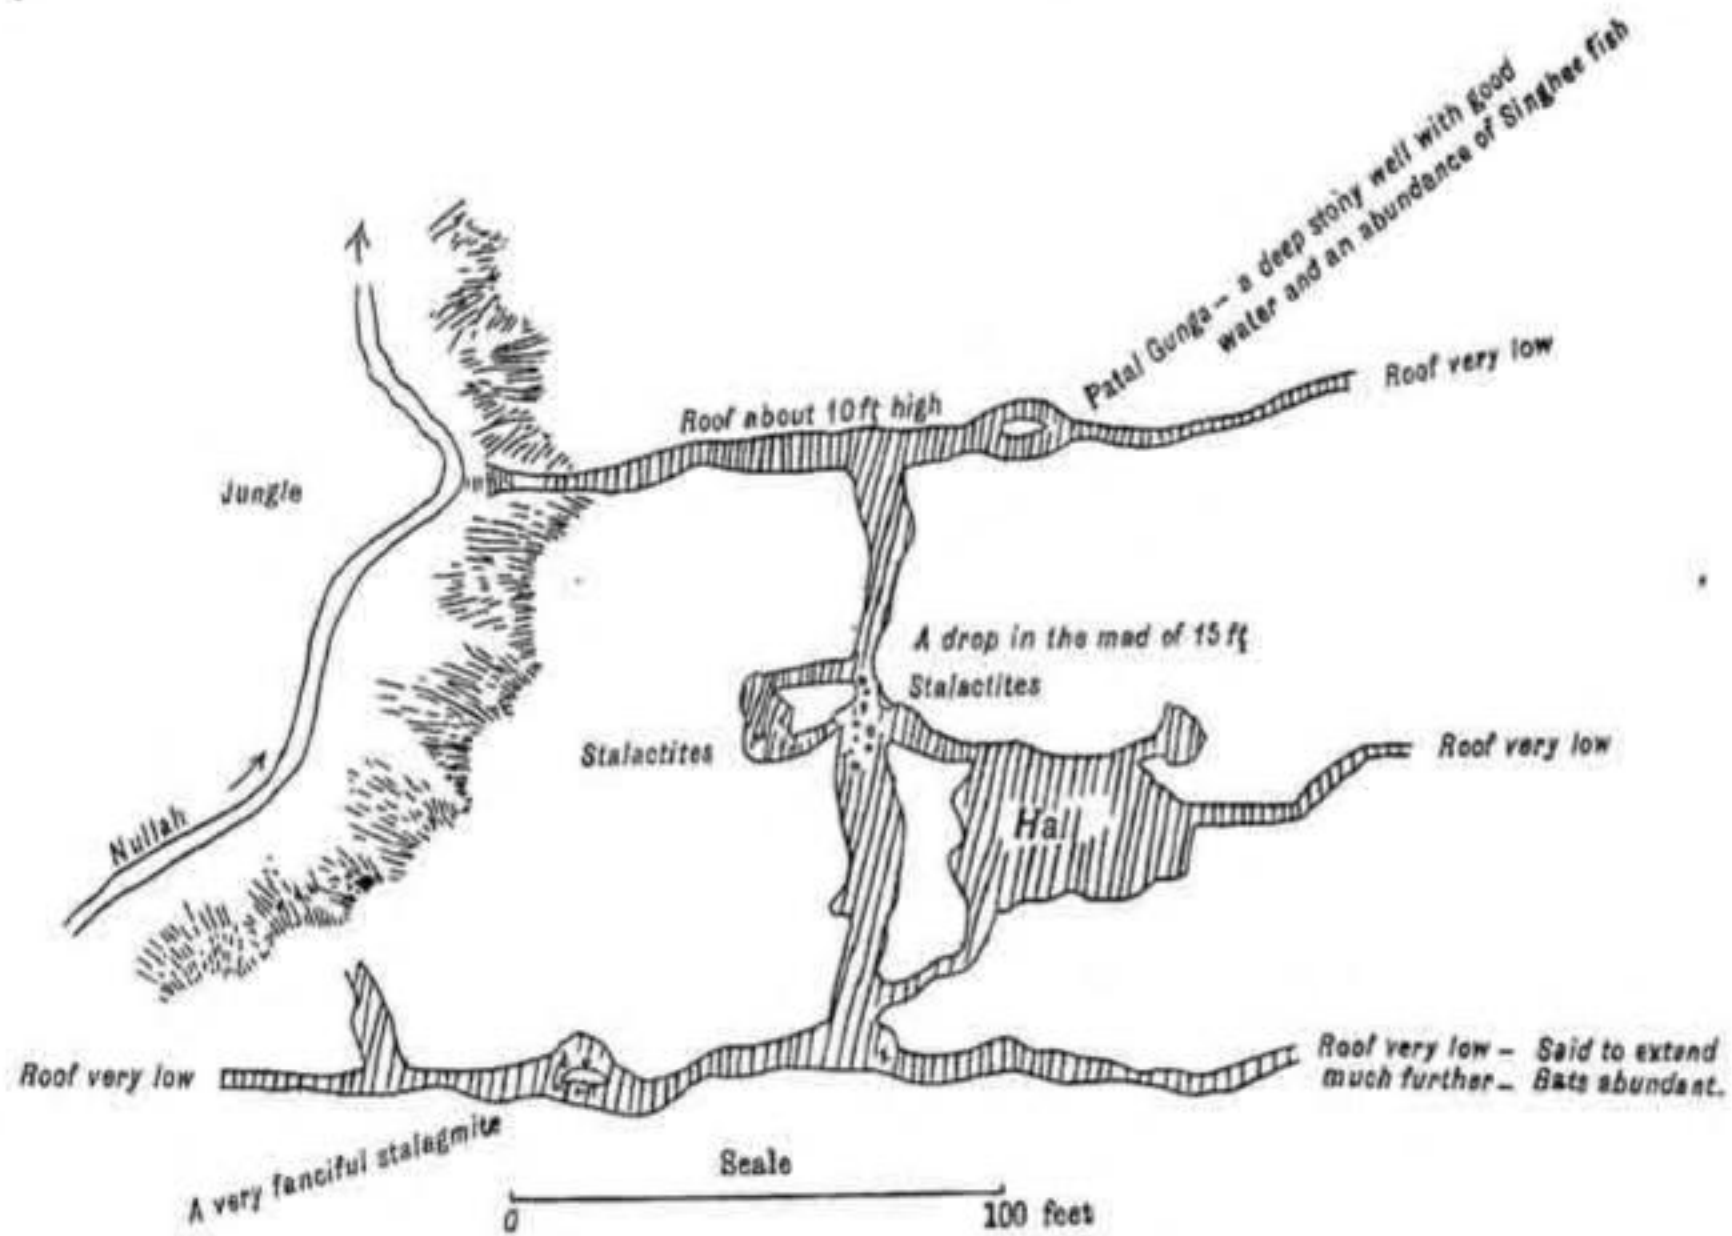 Patal Gunga – a deep stony well with good
water and an abundance of Singhee fish
Roof very low
Roof about 10 ft high
Jungle
A drop in the mad of 15 ft
Stalactites
Stalactites
Roof very low
Hall
Nullah
Roof very low – Said to extend
much further – Bats abundant.
Roof very low
A very fanciful stalagmite
Scale
0 100 feet